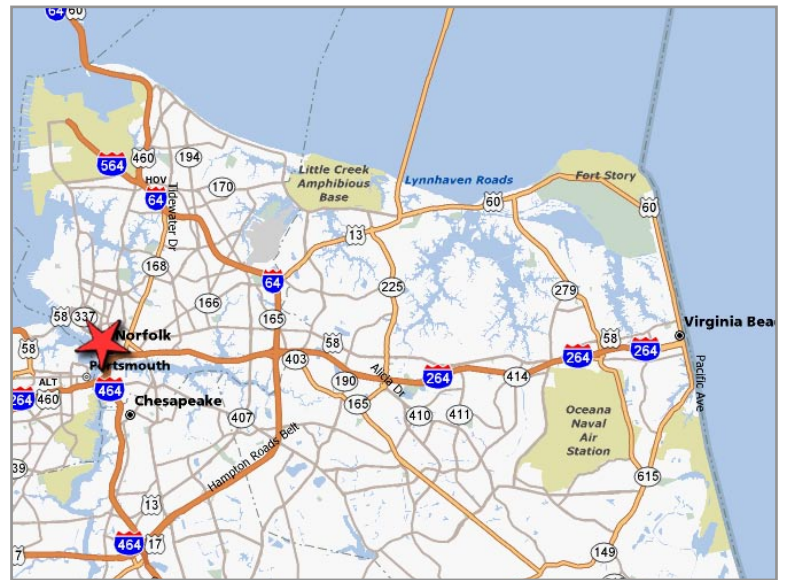 64
60
564
460
194
HOV
64
170
Tidewater Dr
Little Creek
Amphibious
Base
Lynnhaven Roads
Fort Story
60
60
13
168
64
225
279
166
165
58
337
Norfolk
58
58
58
Virginia Bea
403
264
264
Portsmouth
ALT
264
460
464
190
Alicia Dr
264
414
Pacific Ave
Chesapeake
407
165
410
411
Oceana
Naval
Air
Station
Hampton Roads Belt
39
615
13
464
17
7
149